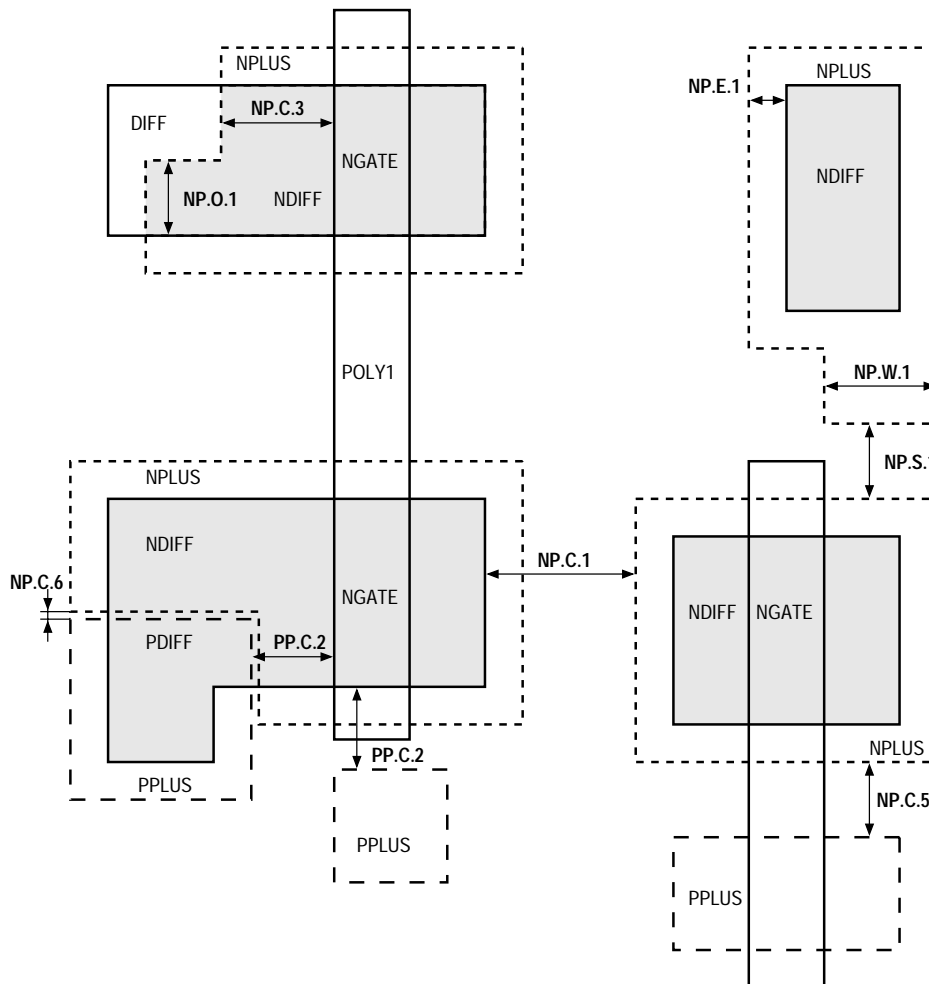 NPLUS
NPLUS
NP.E.1
NP.C.3
DIFF
NGATE
NDIFF
NP.O.1
NDIFF
POLY1
NP.W.1
NPLUS
NP.S.1
NDIFF
NP.C.1
NP.C.6
NGATE
NDIFF
NGATE
PDIFF
PP.C.2
PP.C.2
NPLUS
PPLUS
NP.C.5
PPLUS
PPLUS